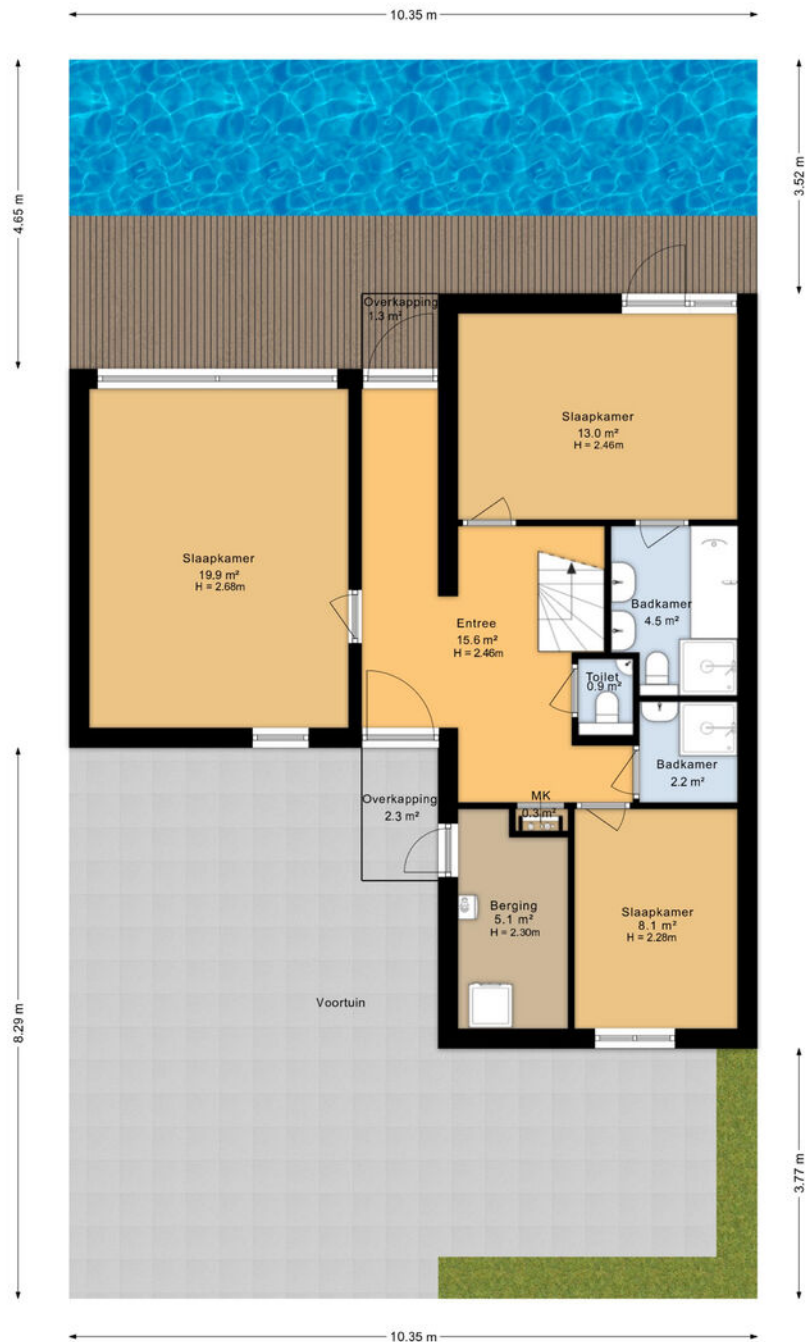 10.35 m
4.65 m
3.52 m
Overkapping
1.3 m²
Slaapkamer
13.0 m²
H = 2.46m
Slaapkamer
19.9 m²
H = 2.68m
Entree
15.6 m²
H = 2.46m
Badkamer
4.5 m²
Toilet
0.9 m²
Badkamer
2.2 m²
MK
0.3 m²
Overkapping
2.3 m²
Berging
5.1 m²
H = 2.30m
Slaapkamer
8.1 m²
H = 2.28m
Voortuin
8.29 m
3.77 m
10.35 m